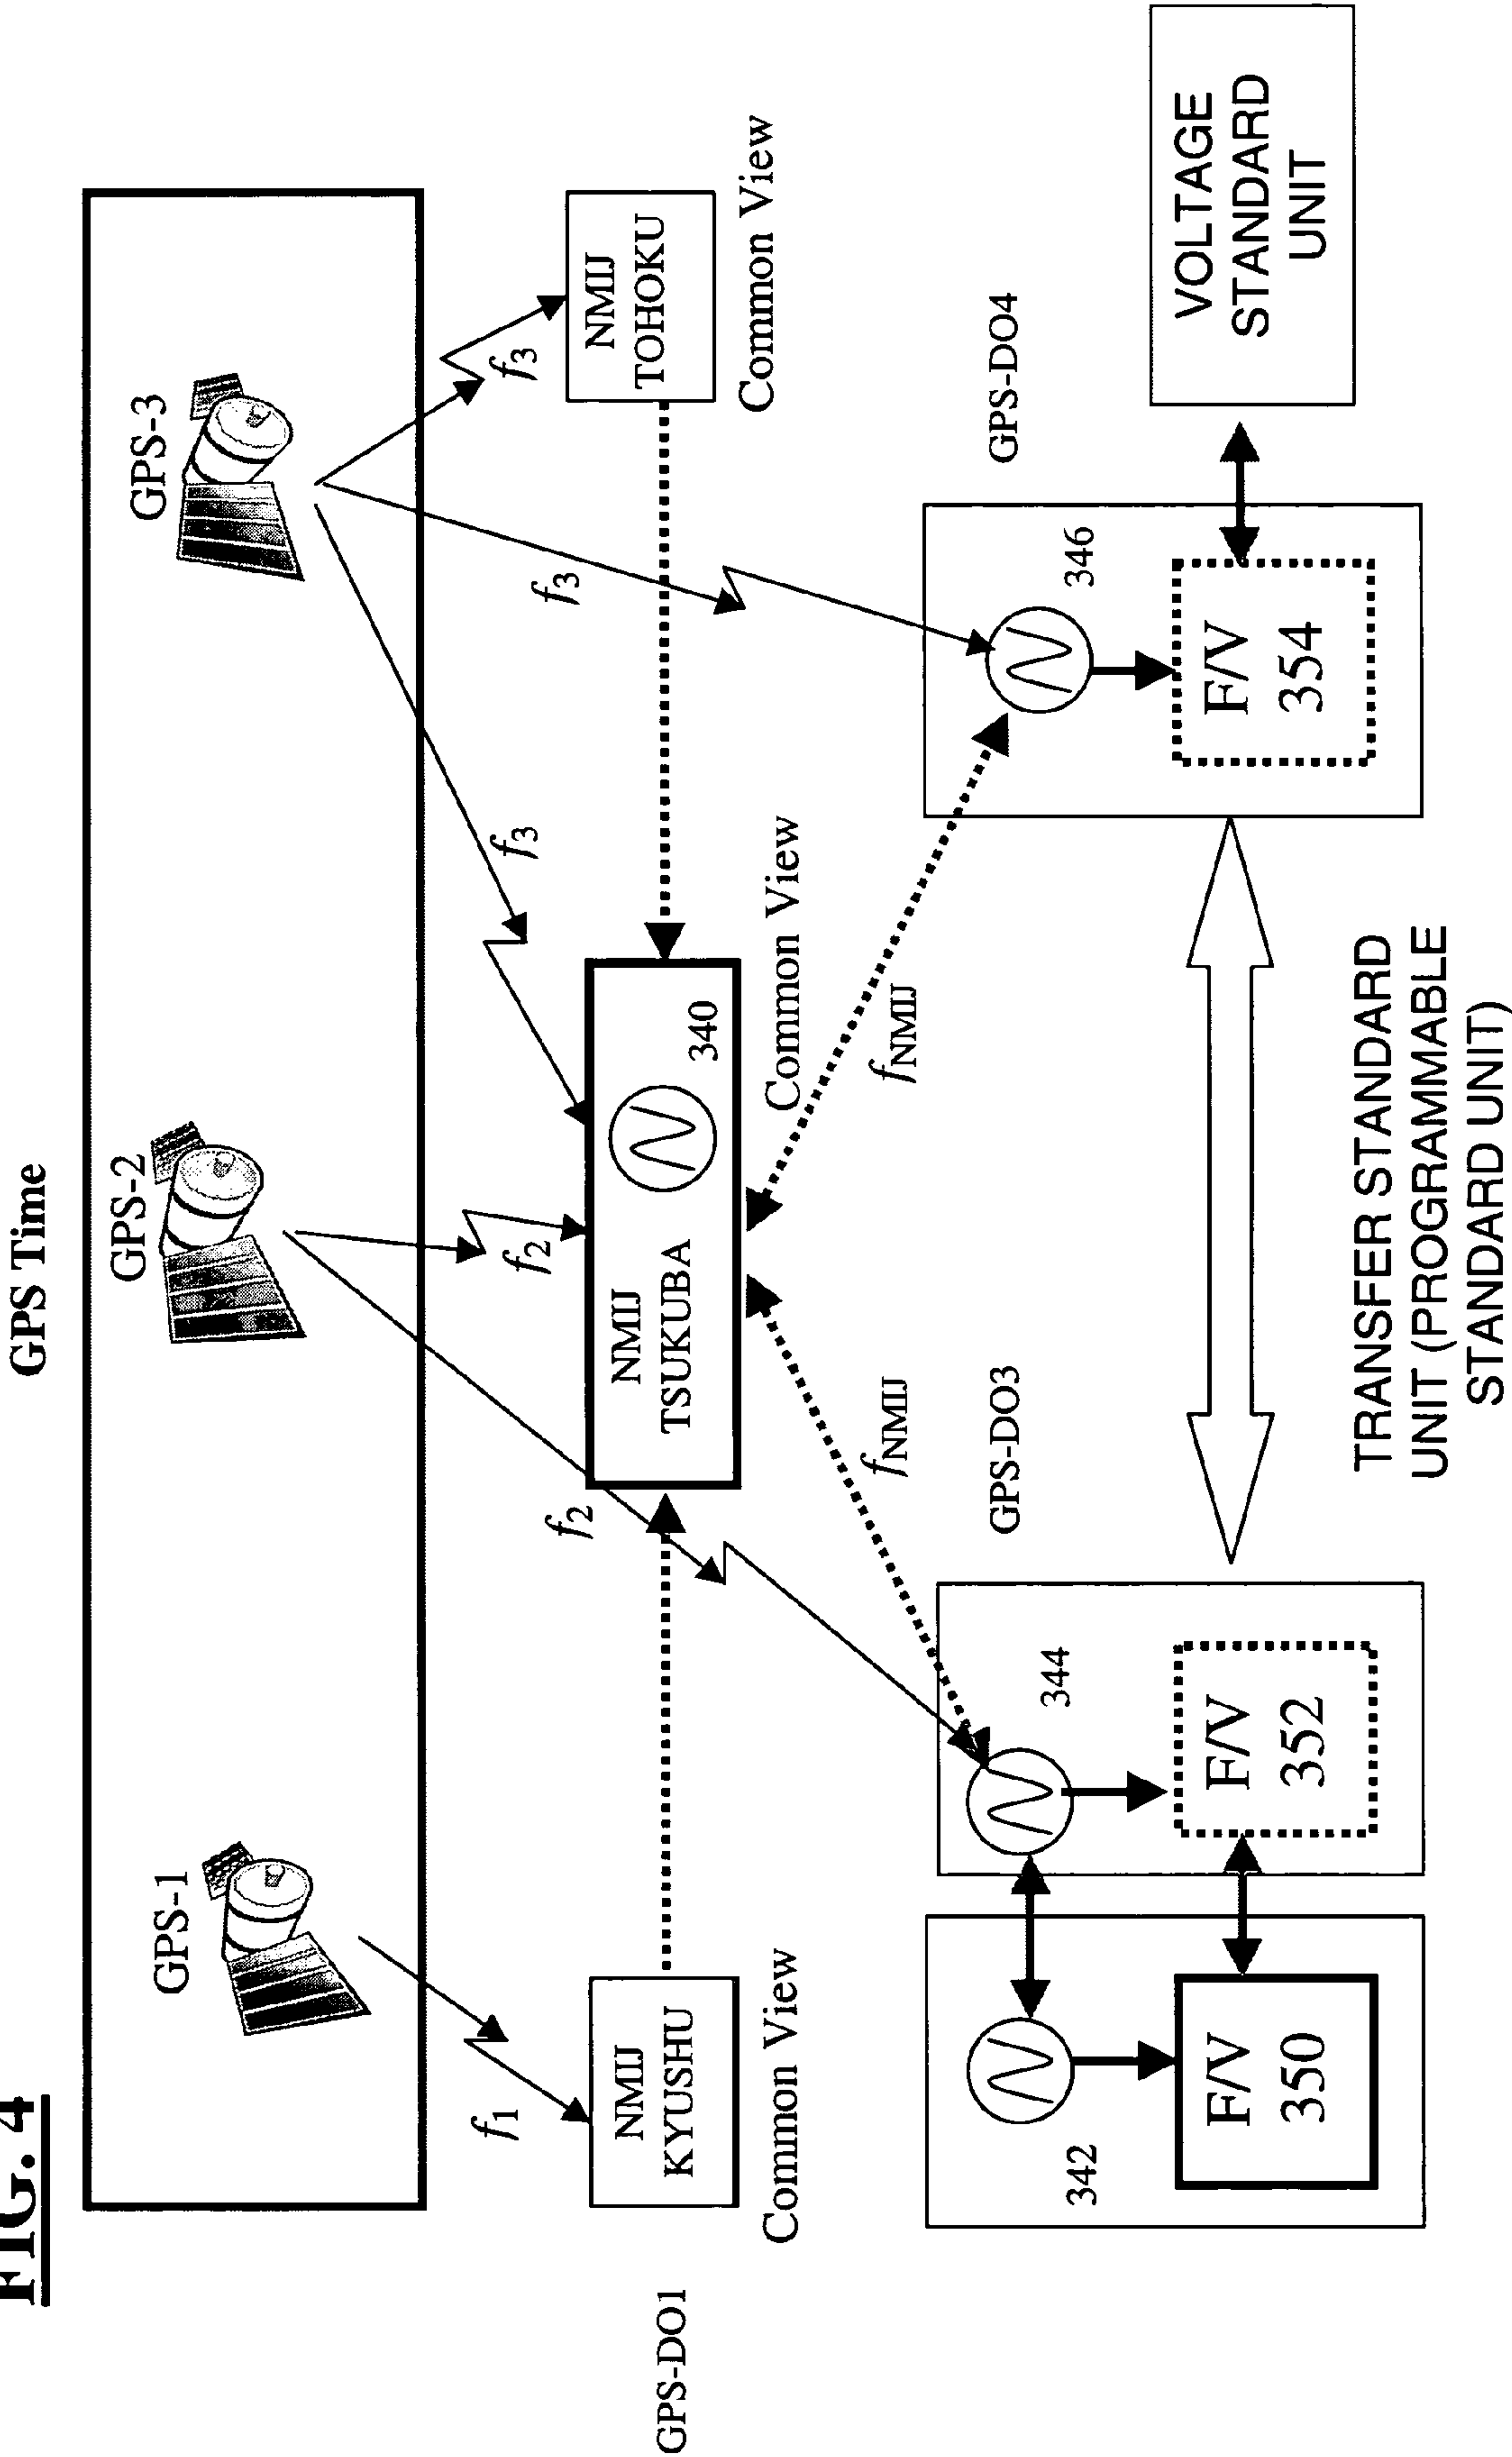 FIG. 4
GPS Time
GPS-1
GPS-2
GPS-3
f1
f2
f2
f3
f3
f3
GPS-DO1
NMIJ
KYUSHU
Common View
NMIJ
TSUKUBA
340
Common View
NMIJ
TOHOKU
Common View
fNMIJ
fNMIJ
GPS-DO3
GPS-DO4
342
F/V
350
344
F/V
352
346
F/V
354
VOLTAGE
STANDARD
UNIT
TRANSFER STANDARD
UNIT (PROGRAMMABLE
STANDARD UNIT)